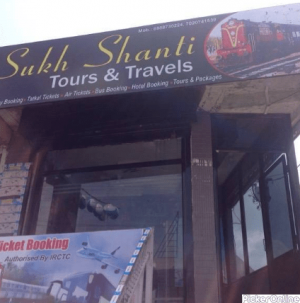 Sukh Shanti
Tours & Travels
Booking - Tatkal Tickets - Air Tickets - Bus Booking - Hotel Booking - Tours & Packages
icket Booking
Authorised By IRCTC